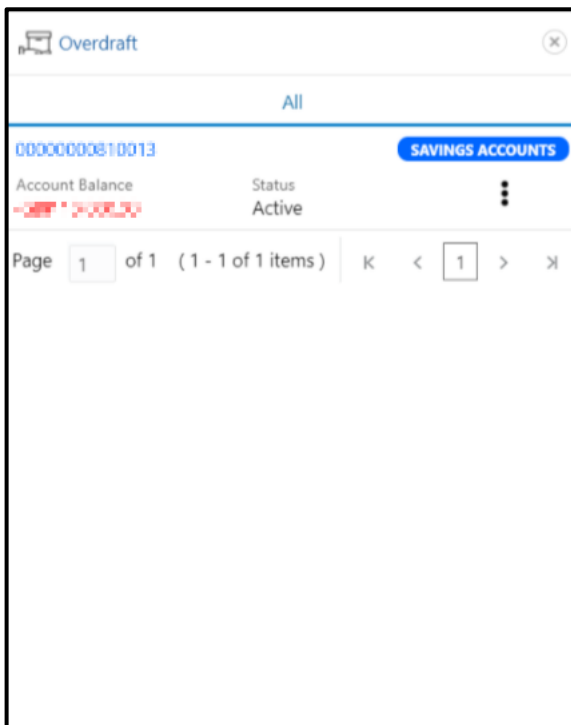 Overdraft
All
00000000810013 SAVINGS ACCOUNTS
Account Balance Status
Active
Page 1 of 1 ( 1 - 1 of 1 items ) K < 1 > >|